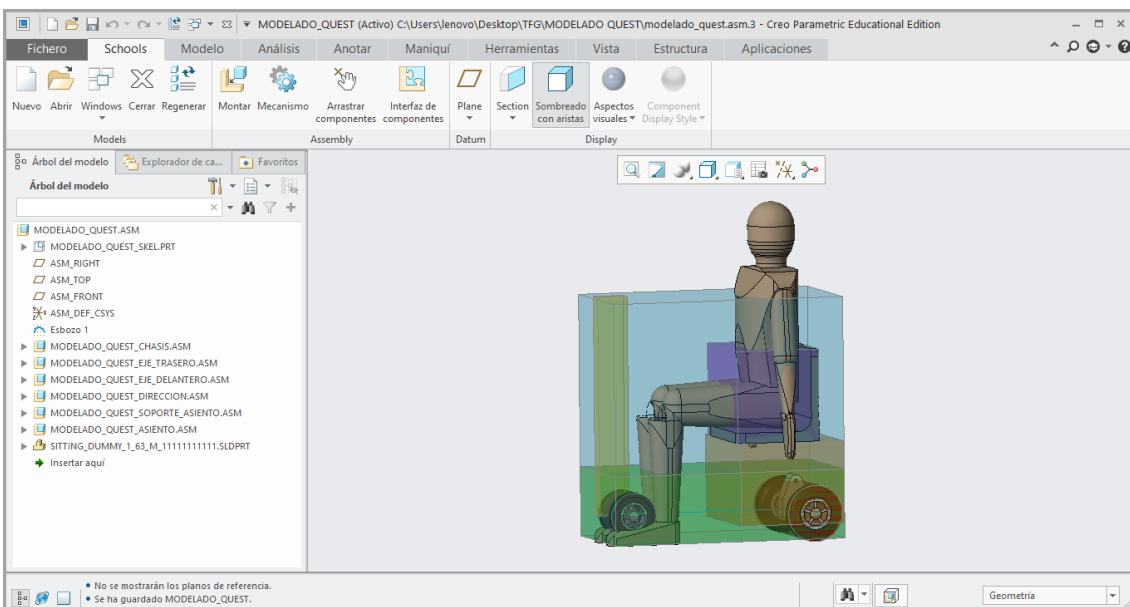 MODELADO_QUEST (Activo) C:\Users\lenovo\Desktop\TFG\MODELADO QUEST\modelado_quest.asm.3 - Creo Parametric Educational Edition
Fichero Schools Modelo Análisis Anotar Maniquí Herramientas Vista Estructura Aplicaciones
Nuevo Abrir Windows Cerrar Regenerar Montar Mecanismo Arrastrar componentes Interfaz de componentes Plane Section Sombreado con aristas Aspectos visuales Component Display Style
Models Assembly Datum Display
Árbol del modelo Explorador de ca... Favoritos
Árbol del modelo
MODELADO_QUEST.ASM
MODELADO_QUEST_SKEL.PRT
ASM_RIGHT
ASM_TOP
ASM_FRONT
ASM_DEF_CSYS
Esbozo 1
MODELADO_QUEST_CHASIS.ASM
MODELADO_QUEST_EJE_TRASERO.ASM
MODELADO_QUEST_EJE_DELANTERO.ASM
MODELADO_QUEST_DIRECCION.ASM
MODELADO_QUEST_SOPORTE_ASIENTO.ASM
MODELADO_QUEST_ASIENTO.ASM
SITTING_DUMMY_1_63_M_11111111111.SLDPRT
Insertar aquí
• No se mostrarán los planos de referencia.
• Se ha guardado MODELADO_QUEST.
Geometría